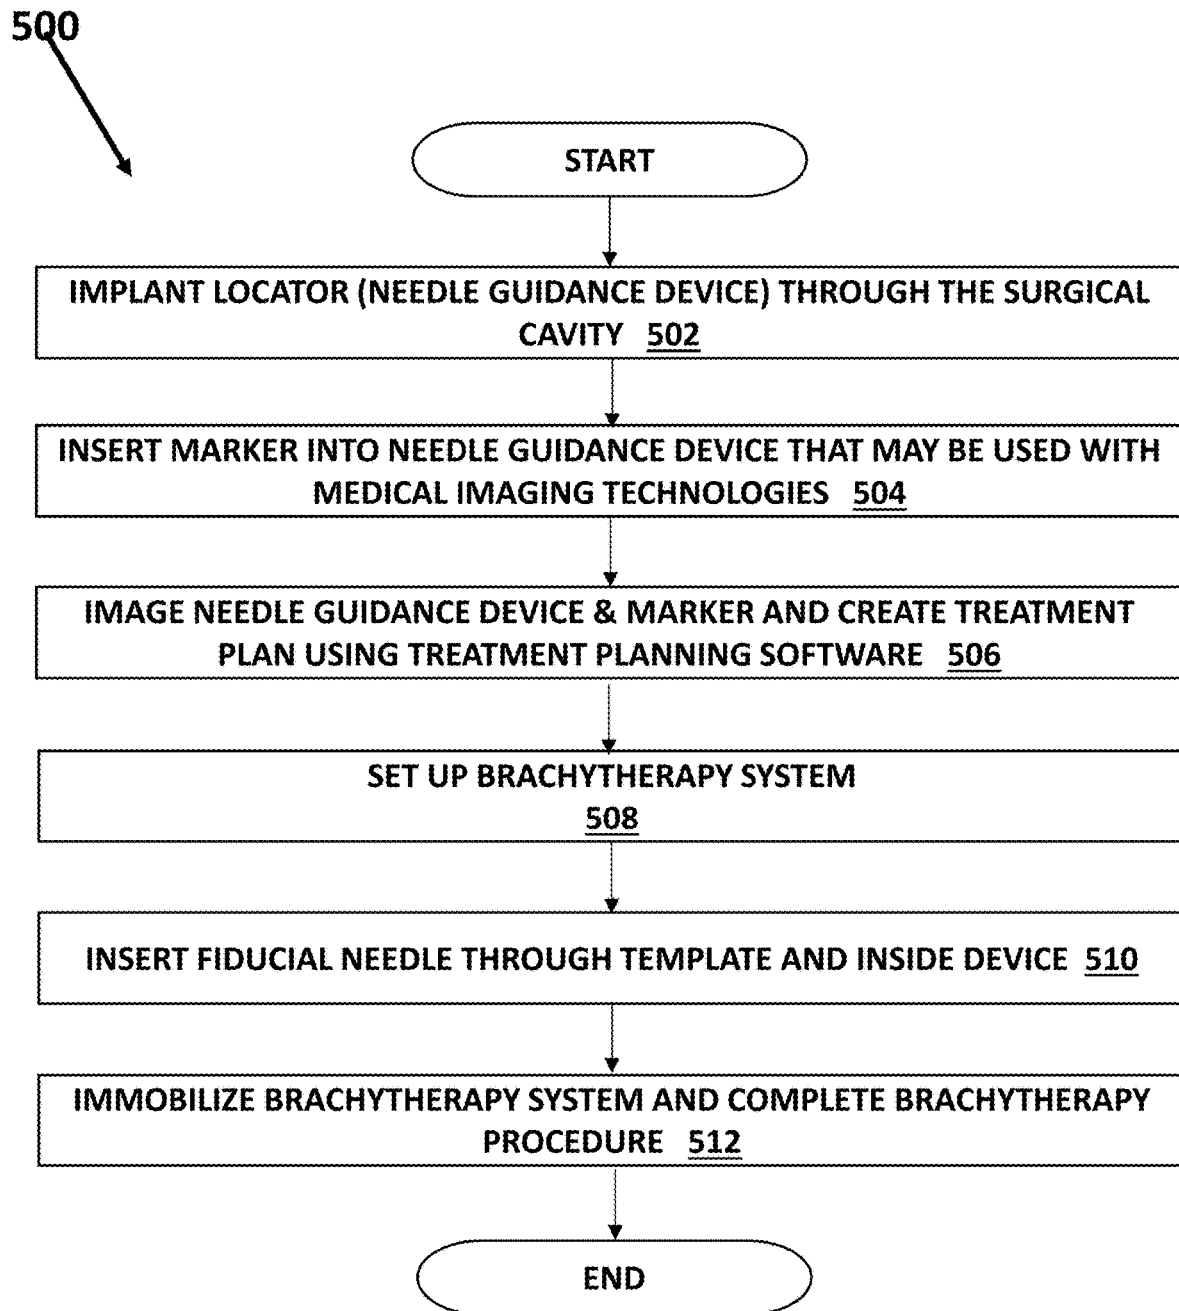 500
START
IMPLANT LOCATOR (NEEDLE GUIDANCE DEVICE) THROUGH THE SURGICAL
CAVITY 502
INSERT MARKER INTO NEEDLE GUIDANCE DEVICE THAT MAY BE USED WITH
MEDICAL IMAGING TECHNOLOGIES 504
IMAGE NEEDLE GUIDANCE DEVICE & MARKER AND CREATE TREATMENT
PLAN USING TREATMENT PLANNING SOFTWARE 506
SET UP BRACHYTHERAPY SYSTEM
508
INSERT FIDUCIAL NEEDLE THROUGH TEMPLATE AND INSIDE DEVICE 510
IMMOBILIZE BRACHYTHERAPY SYSTEM AND COMPLETE BRACHYTHERAPY
PROCEDURE 512
END